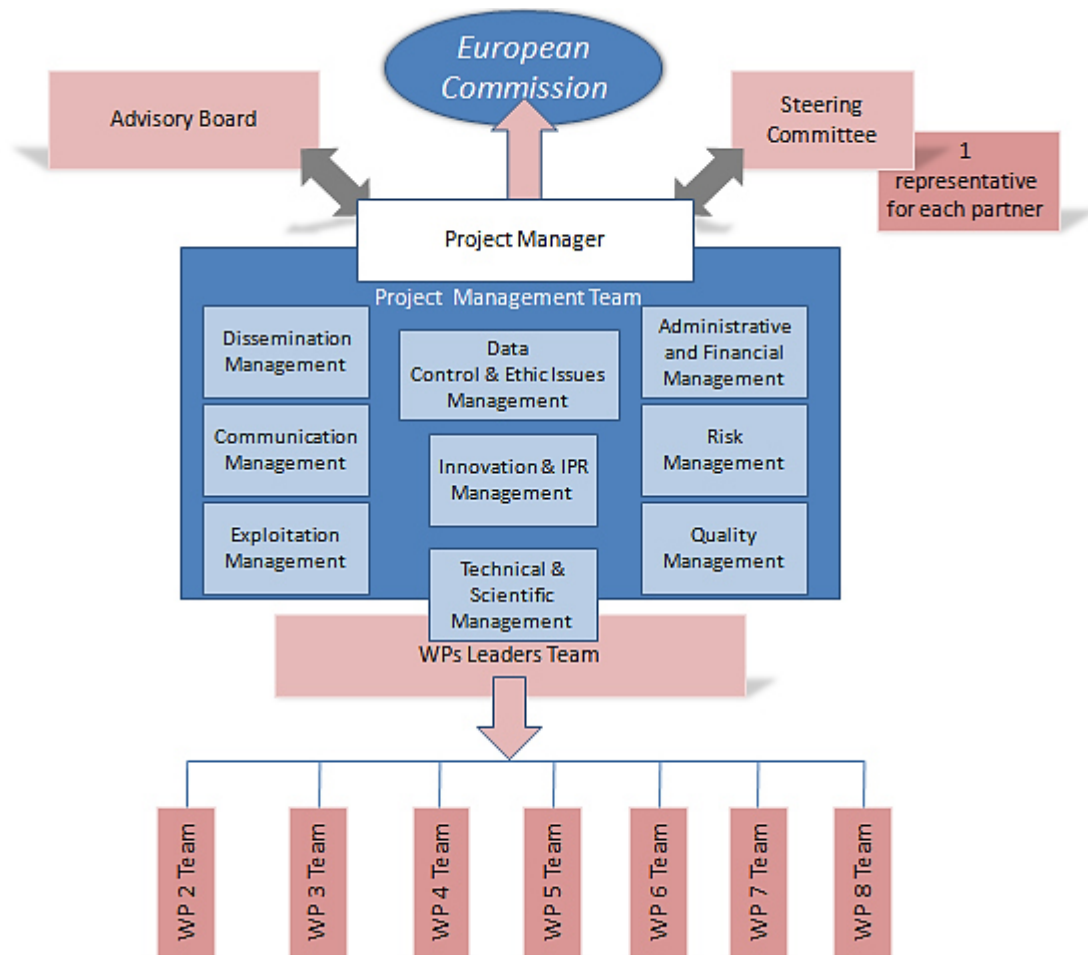 European
Commission
Advisory Board
Steering
Committee
1
representative
for each partner
Project Manager
Project Management Team
Dissemination
Management
Data
Control & Ethic Issues
Management
Administrative
and Financial
Management
Communication
Management
Innovation & IPR
Management
Risk
Management
Exploitation
Management
Technical &
Scientific
Management
Quality
Management
WPs Leaders Team
WP 2 Team
WP 3 Team
WP 4 Team
WP 5 Team
WP 6 Team
WP 7 Team
WP 8 Team